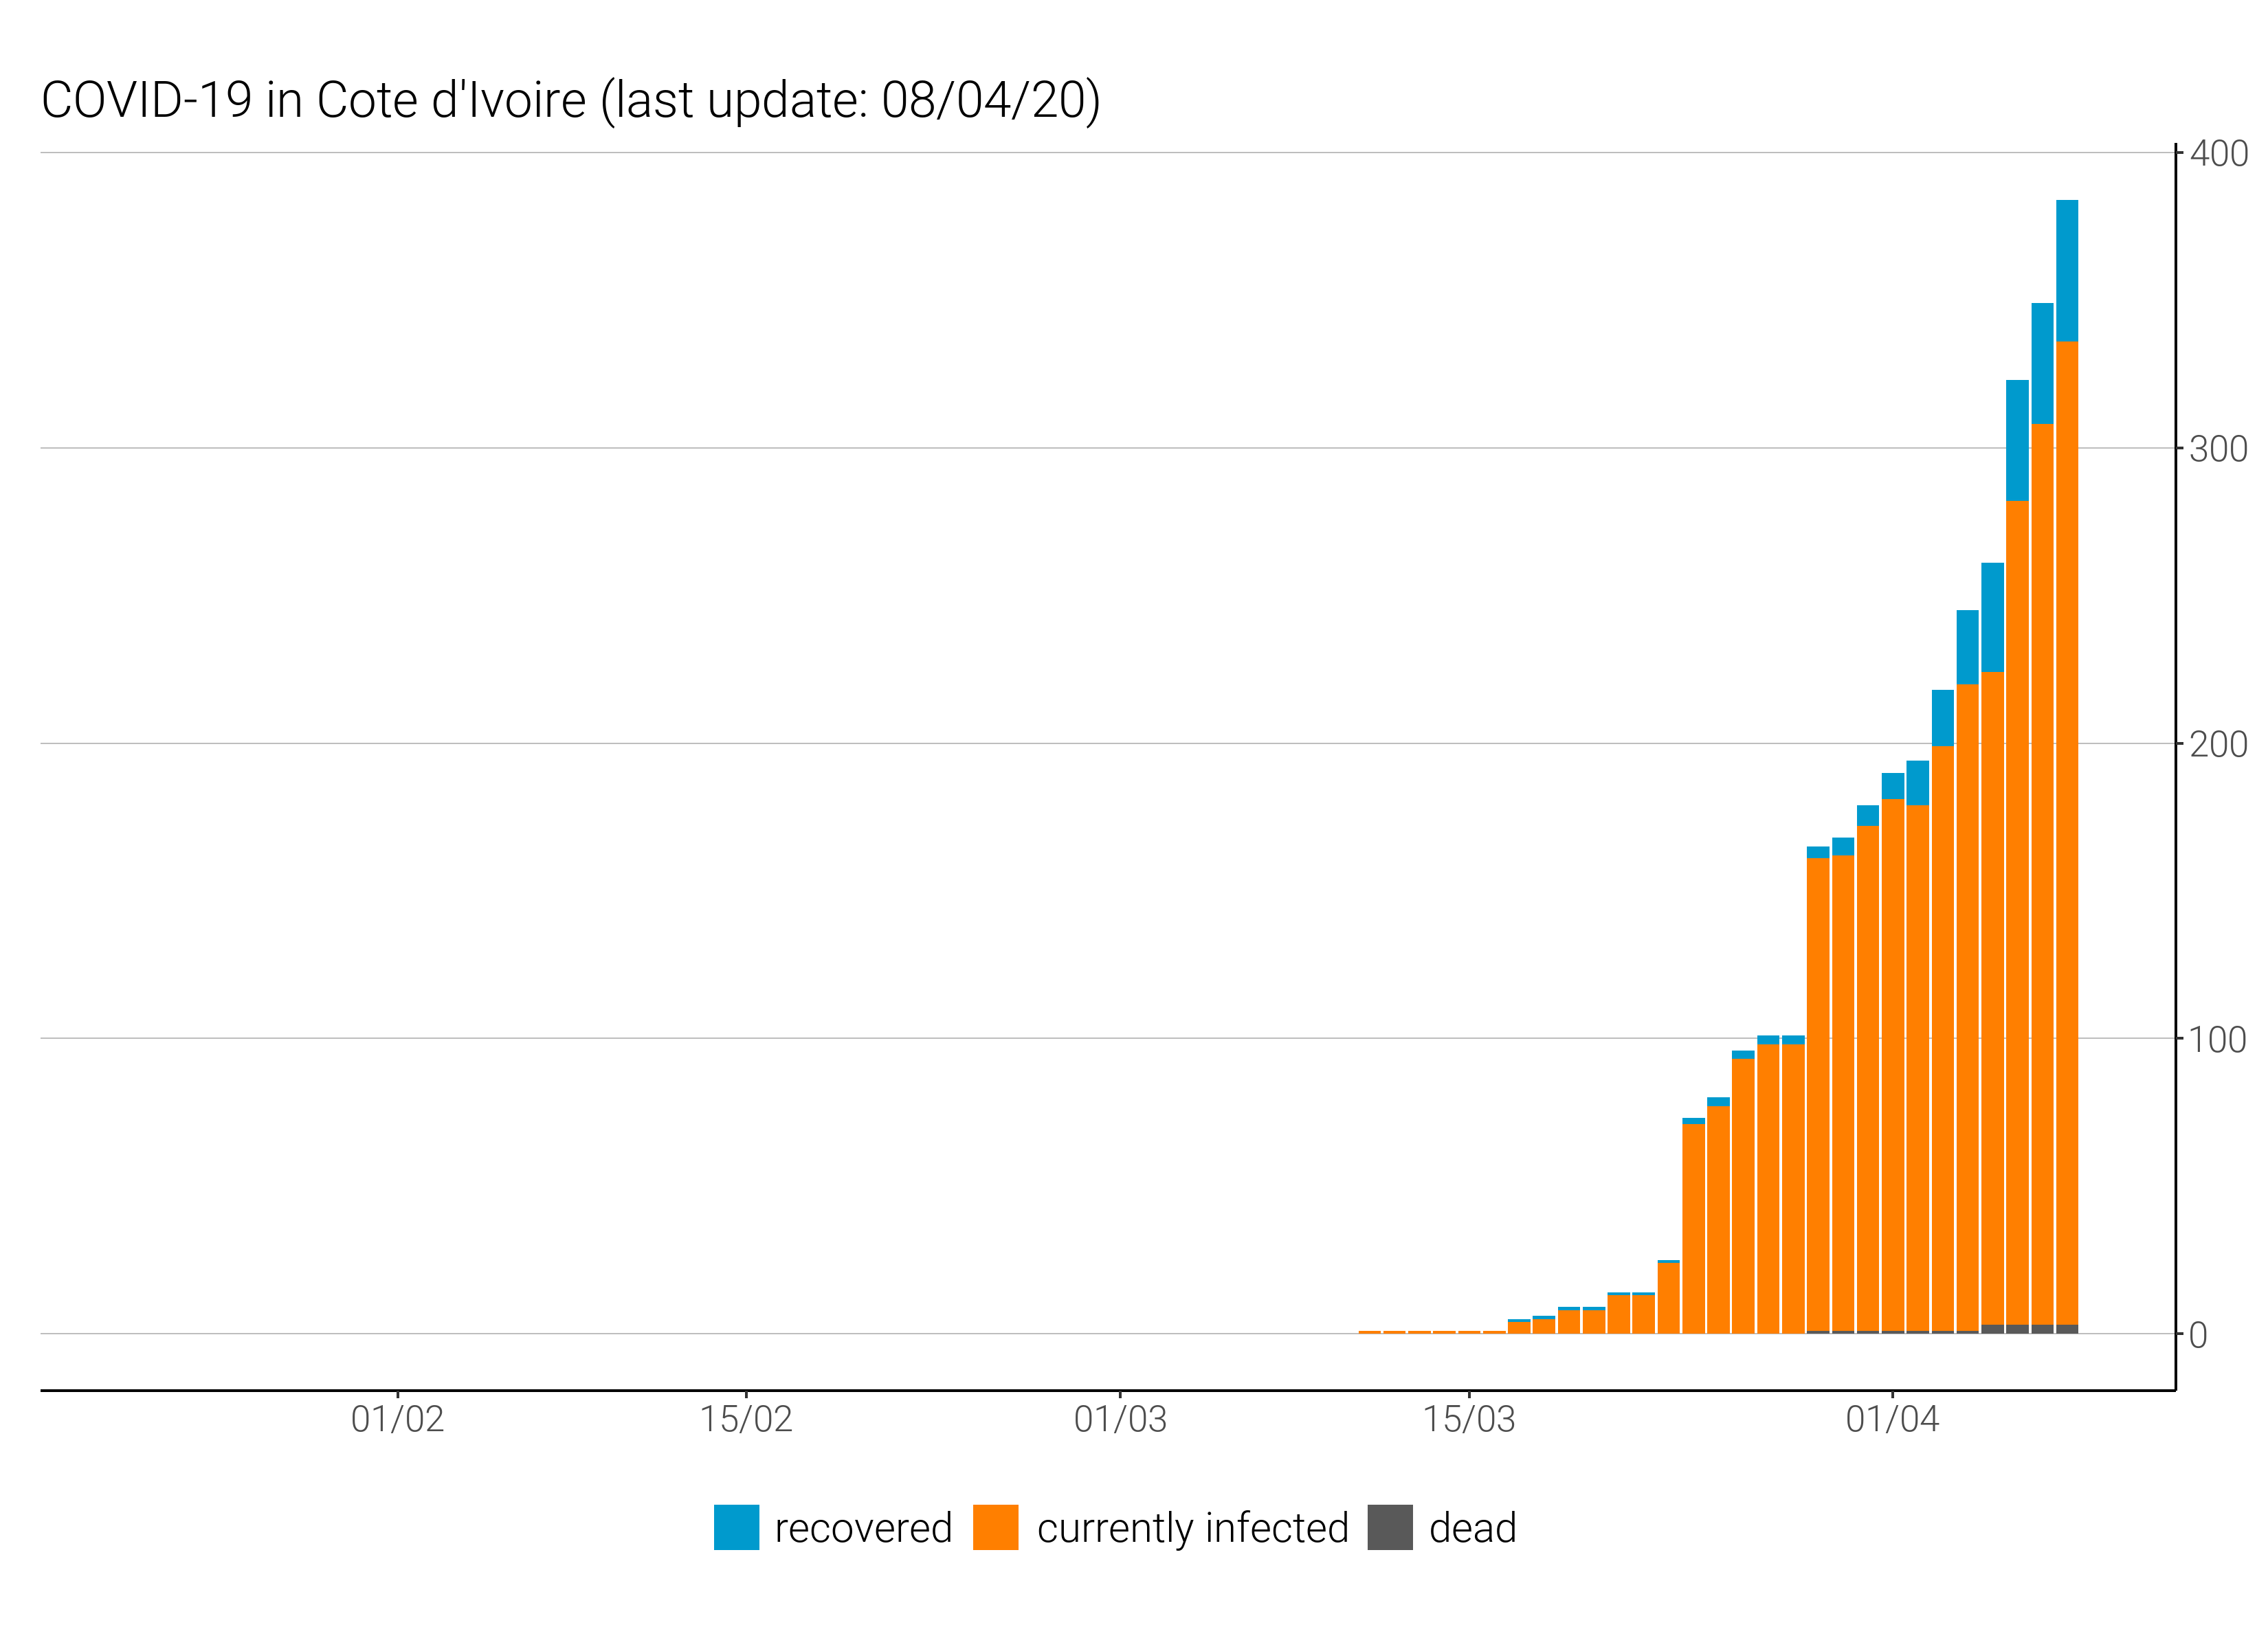 COVID-19 in Cote d'Ivoire (last update: 08/04/20)
400
300
200
100
0
01/02 15/02 01/03 15/03 01/04
recovered currently infected dead